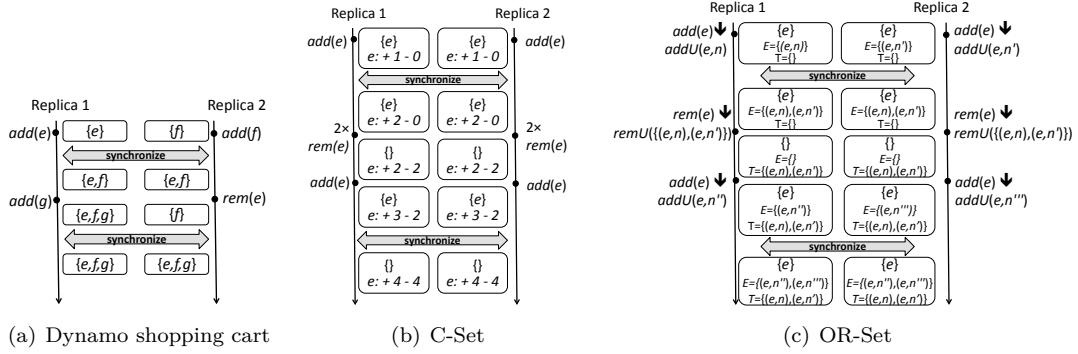 Replica 1
Replica 2
add(e)
{e}
{f}
add(f)
synchronize
{e,f}
{e,f}
add(g)
rem(e)
{e,f,g}
{f}
synchronize
{e,f,g}
{e,f,g}
(a) Dynamo shopping cart
Replica 1
Replica 2
add(e)
{e}
e: + 1 - 0
{e}
e: + 1 - 0
add(e)
synchronize
{e}
e: + 2 - 0
{e}
e: + 2 - 0
2×
rem(e)
2×
rem(e)
{}
e: + 2 - 2
{}
e: + 2 - 2
add(e)
add(e)
{e}
e: + 3 - 2
{e}
e: + 3 - 2
synchronize
{}
e: + 4 - 4
{}
e: + 4 - 4
(b) C-Set
Replica 1
Replica 2
add(e) 🡇
addU(e,n)
{e}
E={(e,n)}
T={}
{e}
E={(e,n')}
T={}
add(e) 🡇
addU(e,n')
synchronize
{e}
E={(e,n),(e,n')}
T={}
{e}
E={(e,n),(e,n')}
T={}
rem(e) 🡇
remU({(e,n),(e,n')})
rem(e) 🡇
remU({(e,n),(e,n')})
{}
E={}
T={(e,n),(e,n')}
{}
E={}
T={(e,n),(e,n')}
add(e) 🡇
addU(e,n'')
add(e) 🡇
addU(e,n''')
{e}
E={(e,n'')}
T={(e,n),(e,n')}
{e}
E={(e,n''')}
T={(e,n),(e,n')}
synchronize
{e}
E={(e,n''),(e,n''')}
T={(e,n),(e,n')}
{e}
E={(e,n''),(e,n''')}
T={(e,n),(e,n')}
(c) OR-Set